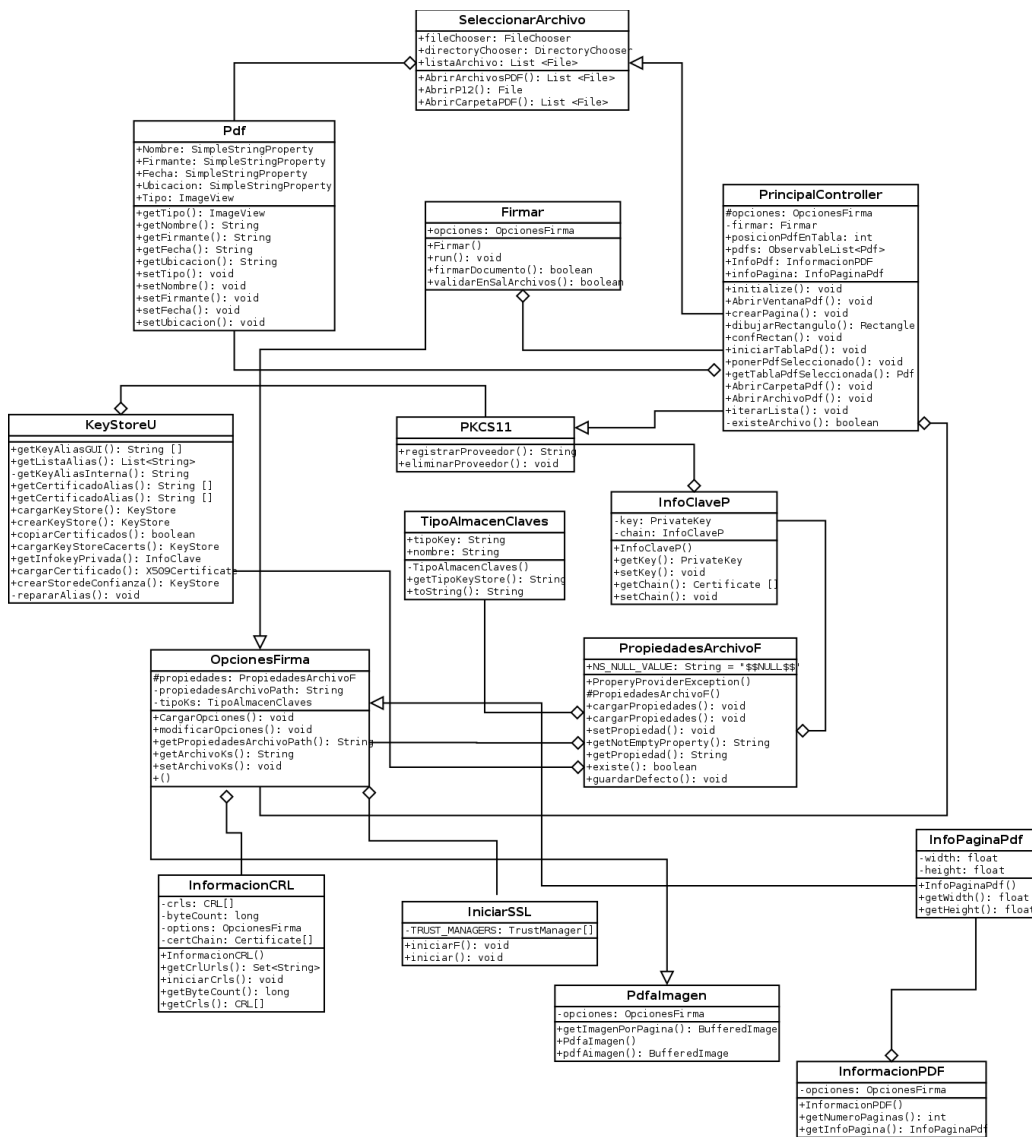 SeleccionarArchivo
+fileChooser: FileChooser
+directoryChooser: DirectoryChooser
+listaArchivo: List <File>
+AbrirArchivosPDF(): List <File>
+AbrirP12(): File
+AbrirCarpetaPDF(): List <File>
Pdf
+Nombre: SimpleStringProperty
+Firmante: SimpleStringProperty
+Fecha: SimpleStringProperty
+Ubicacion: SimpleStringProperty
+Tipo: ImageView
+getTipo(): ImageView
+getNombre(): String
+getFirmante(): String
+getFecha(): String
+getUbicacion(): String
+setTipo(): void
+setNombre(): void
+setFirmante(): void
+setFecha(): void
+setUbicacion(): void
Firmar
+opciones: OpcionesFirma
+Firmar()
+run(): void
+firmarDocumento(): boolean
+validarEnSalArchivos(): boolean
PrincipalController
#opciones: OpcionesFirma
-firmar: Firmar
+posicionPdfEnTabla: int
+pdfs: ObservableList<Pdf>
+InfoPdf: InformacionPDF
+infoPagina: InfoPaginaPdf
+initialize(): void
+AbrirVentanaPdf(): void
+crearPagina(): void
+dibujarRectangulo(): Rectangle
+confRectan(): void
+iniciarTablaPd(): void
+ponerPdfSeleccionado(): void
+getTablaPdfSeleccionada(): Pdf
+AbrirCarpetaPdf(): void
+AbrirArchivoPdf(): void
+iterarLista(): void
-existeArchivo(): boolean
KeyStoreU
+getKeyAliasGUI(): String []
+getListaAlias(): List<String>
-getKeyAliasInterna(): String
+getCertificadoAlias(): String []
+getCertificadoAlias(): String []
+cargarKeyStore(): KeyStore
+crearKeyStore(): KeyStore
+copiarCertificados(): boolean
+cargarKeyStoreCacerts(): KeyStore
+getInfokeyPrivada(): InfoClave
+cargarCertificado(): X509Certificate
+crearStoredeConfianza(): KeyStore
-repararAlias(): void
PKCS11
+registrarProveedor(): String
+eliminarProveedor(): void
InfoClaveP
-key: PrivateKey
-chain: InfoClaveP
+InfoClaveP()
+getKey(): PrivateKey
+setKey(): void
+getChain(): Certificate []
+setChain(): void
TipoAlmacenClaves
+tipoKey: String
+nombre: String
-TipoAlmacenClaves()
+getTipoKeyStore(): String
+toString(): String
PropiedadesArchivoF
+NS_NULL_VALUE: String = "$$NULL$$"
+ProperyProviderException()
#PropiedadesArchivoF()
+cargarPropiedades(): void
+cargarPropiedades(): void
+setPropiedad(): void
+getNotEmptyProperty(): String
+getPropiedad(): String
+existe(): boolean
+guardarDefecto(): void
OpcionesFirma
#propiedades: PropiedadesArchivoF
-propiedadesArchivoPath: String
-tipoKs: TipoAlmacenClaves
+CargarOpciones(): void
+modificarOpciones(): void
+getPropiedadesArchivoPath(): String
+getArchivoKs(): String
+setArchivoKs(): void
+()
InformacionCRL
-crls: CRL[]
-byteCount: long
-options: OpcionesFirma
-certChain: Certificate[]
+InformacionCRL()
+getCrlUrls(): Set<String>
+iniciarCrls(): void
+getByteCount(): long
+getCrls(): CRL[]
IniciarSSL
-TRUST_MANAGERS: TrustManager[]
+iniciarF(): void
+iniciar(): void
InfoPaginaPdf
-width: float
-height: float
+InfoPaginaPdf()
+getWidth(): float
+getHeight(): float
PdfaImagen
-opciones: OpcionesFirma
+getImagenPorPagina(): BufferedImage
+PdfaImagen()
+pdfAimagen(): BufferedImage
InformacionPDF
-opciones: OpcionesFirma
+InformacionPDF()
+getNumeroPaginas(): int
+getInfoPagina(): InfoPaginaPdf